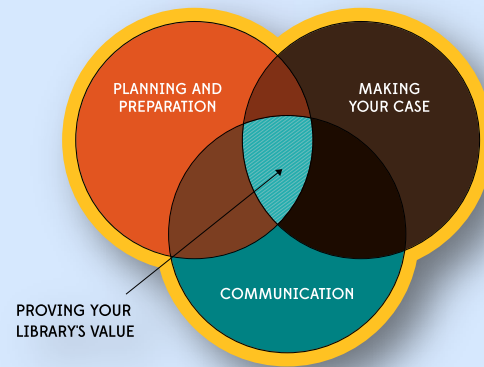 PLANNING AND
PREPARATION
MAKING
YOUR CASE
COMMUNICATION
PROVING YOUR
LIBRARY'S VALUE